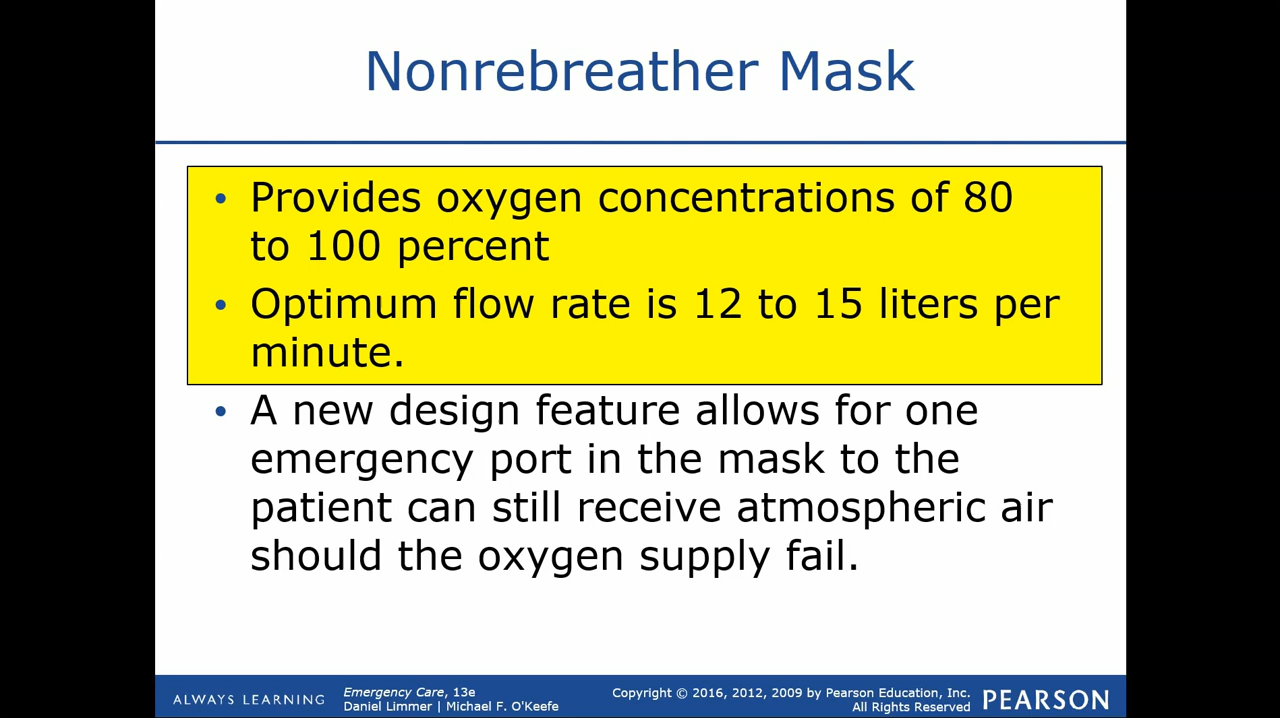 Nonrebreather Mask
• Provides oxygen concentrations of 80
to 100 percent
• Optimum flow rate is 12 to 15 liters per
minute.
• A new design feature allows for one
emergency port in the mask to the
patient can still receive atmospheric air
should the oxygen supply fail.
ALWAYS LEARNING
Emergency Care, 13e
Daniel Limmer | Michael F. O'Keefe
Copyright © 2016, 2012, 2009 by Pearson Education, Inc.
All Rights Reserved
PEARSON